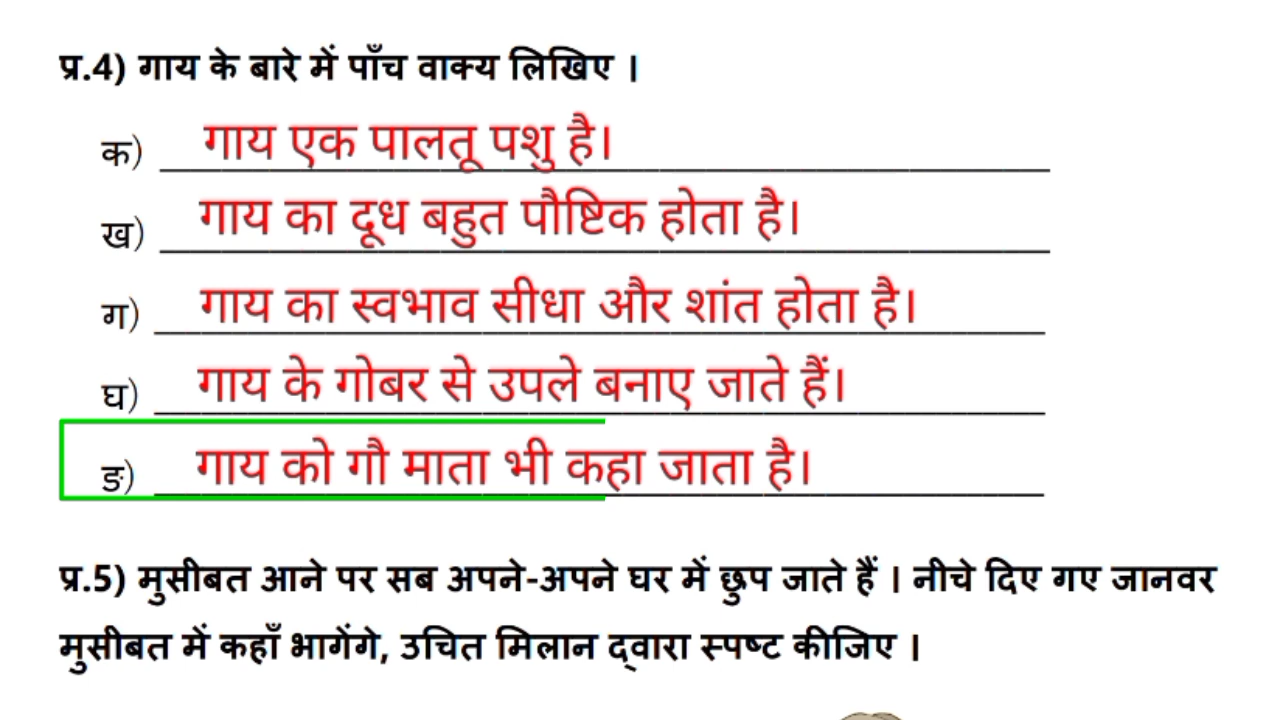 प्र.4) गाय के बारे में पाँच वाक्य लिखिए ।
क) गाय एक पालतू पशु है।
ख) गाय का दूध बहुत पौष्टिक होता है।
ग) गाय का स्वभाव सीधा और शांत होता है।
घ) गाय के गोबर से उपले बनाए जाते हैं।
ङ) गाय को गौ माता भी कहा जाता है।
प्र.5) मुसीबत आने पर सब अपने-अपने घर में छुप जाते हैं । नीचे दिए गए जानवर
मुसीबत में कहाँ भागेंगे, उचित मिलान द्वारा स्पष्ट कीजिए ।